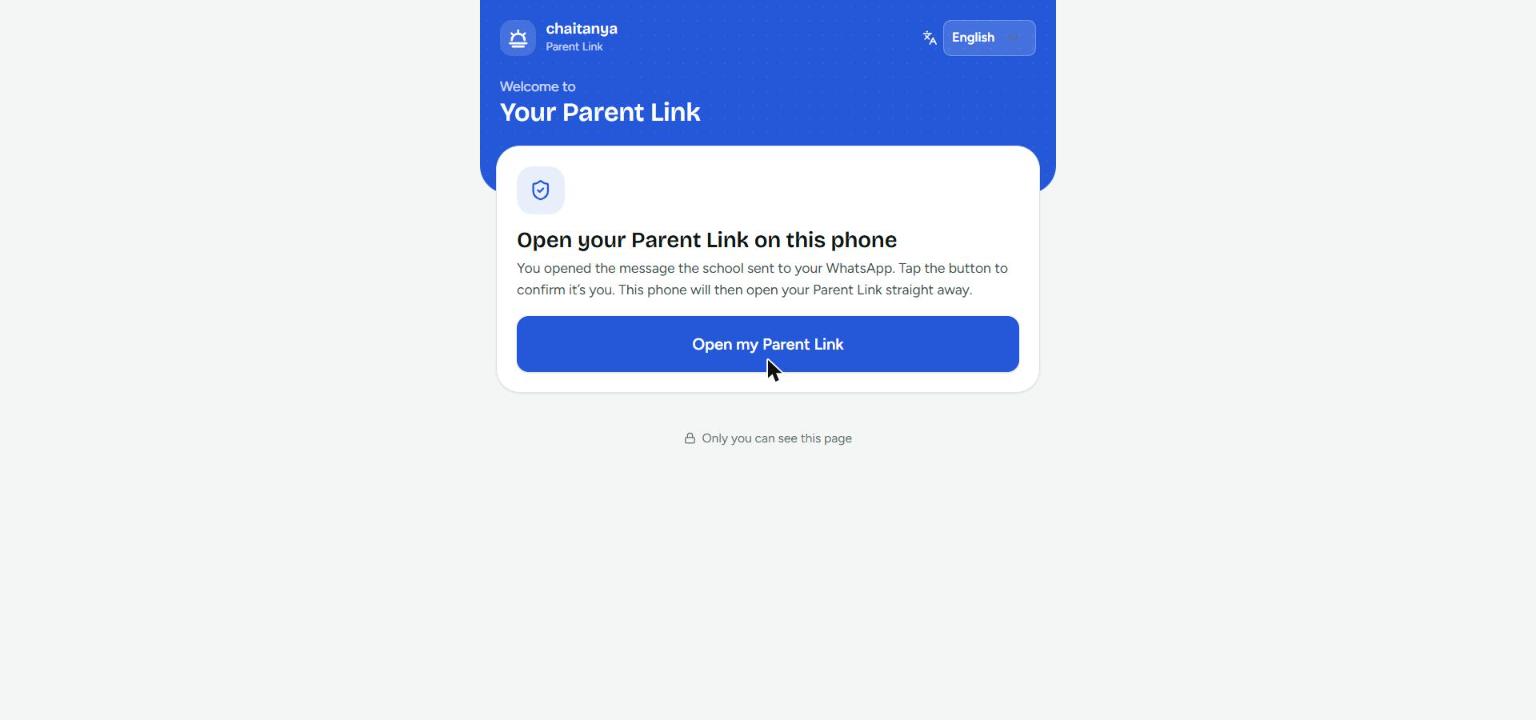 chaitanya
Parent Link
English
Welcome to
Your Parent Link
Open your Parent Link on this phone
You opened the message the school sent to your WhatsApp. Tap the button to
confirm it’s you. This phone will then open your Parent Link straight away.
Open my Parent Link
Only you can see this page